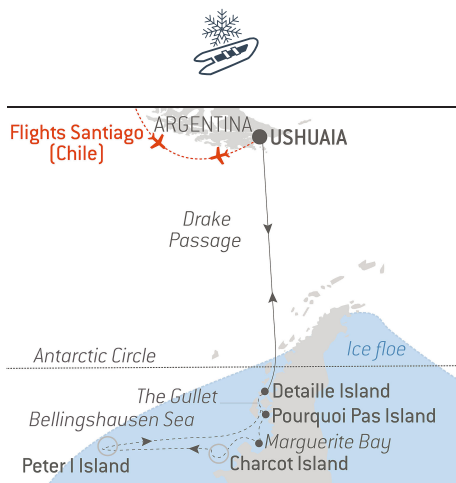 ARGENTINA
Flights Santiago
(Chile)
USHUAIA
Drake
Passage
Antarctic Circle
Ice floe
The Gullet
Detaille Island
Bellingshausen Sea
Pourquoi Pas Island
Marguerite Bay
Peter I Island
Charcot Island